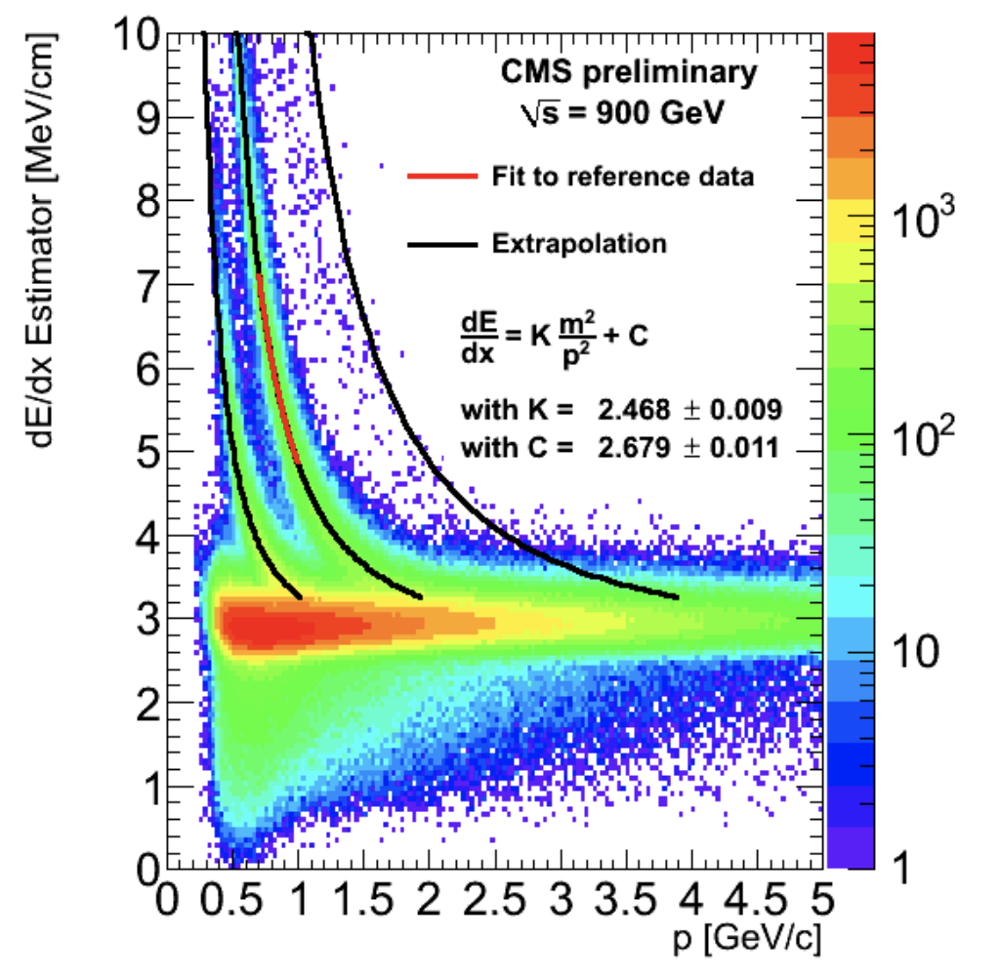 dE/dx Estimator [MeV/cm]
10
9
8
7
6
5
4
3
2
1
0
CMS preliminary
√s = 900 GeV
Fit to reference data
Extrapolation
dE/dx = K m²/p² + C
with K = 2.468 ± 0.009
with C = 2.679 ± 0.011
10³
10²
10
1
0 0.5 1 1.5 2 2.5 3 3.5 4 4.5 5
p [GeV/c]